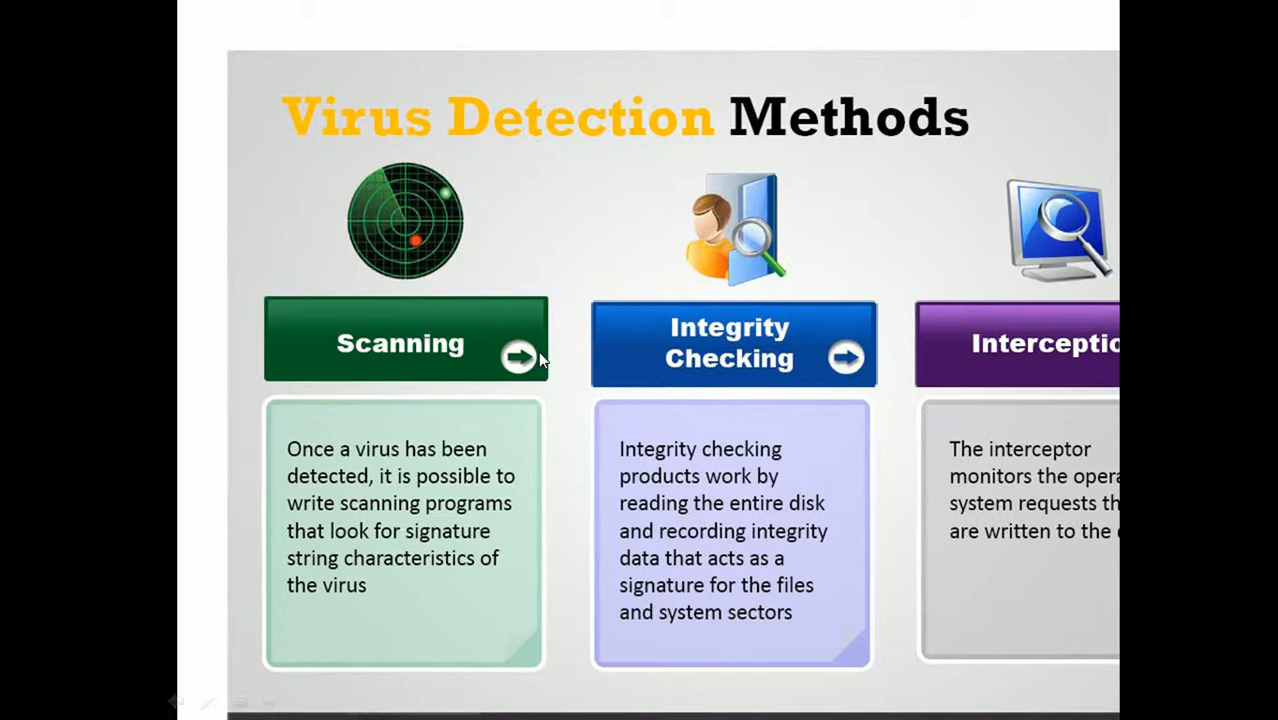 Virus Detection Methods
Scanning
Once a virus has been
detected, it is possible to
write scanning programs
that look for signature
string characteristics of
the virus
Integrity
Checking
Integrity checking
products work by
reading the entire disk
and recording integrity
data that acts as a
signature for the files
and system sectors
Interceptio
The interceptor
monitors the opera
system requests th
are written to the